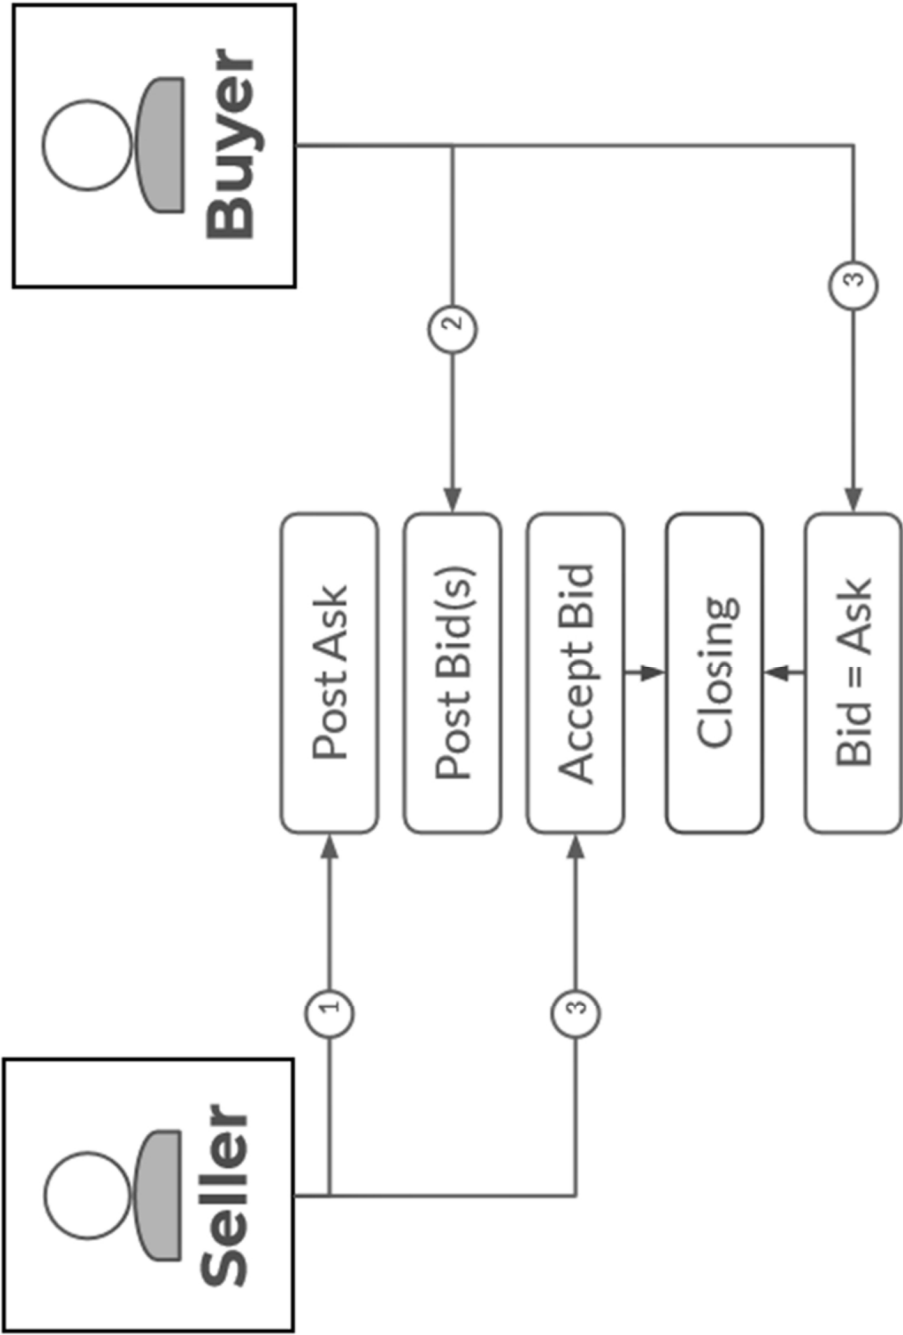 Seller
Buyer
1
Post Ask
2
Post Bid(s)
3
Accept Bid
Closing
3
Bid = Ask